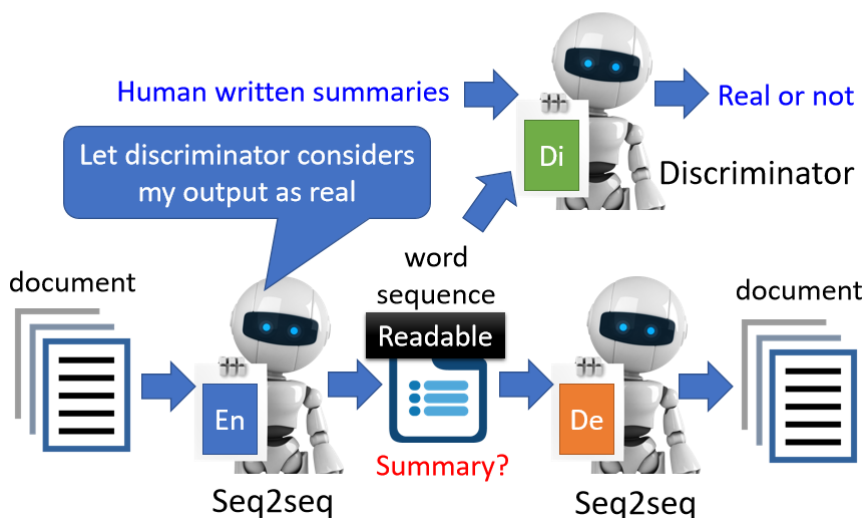 Human written summaries
Real or not
Let discriminator considers
my output as real
Di
Discriminator
document
word
sequence
Readable
document
En
De
Summary?
Seq2seq
Seq2seq